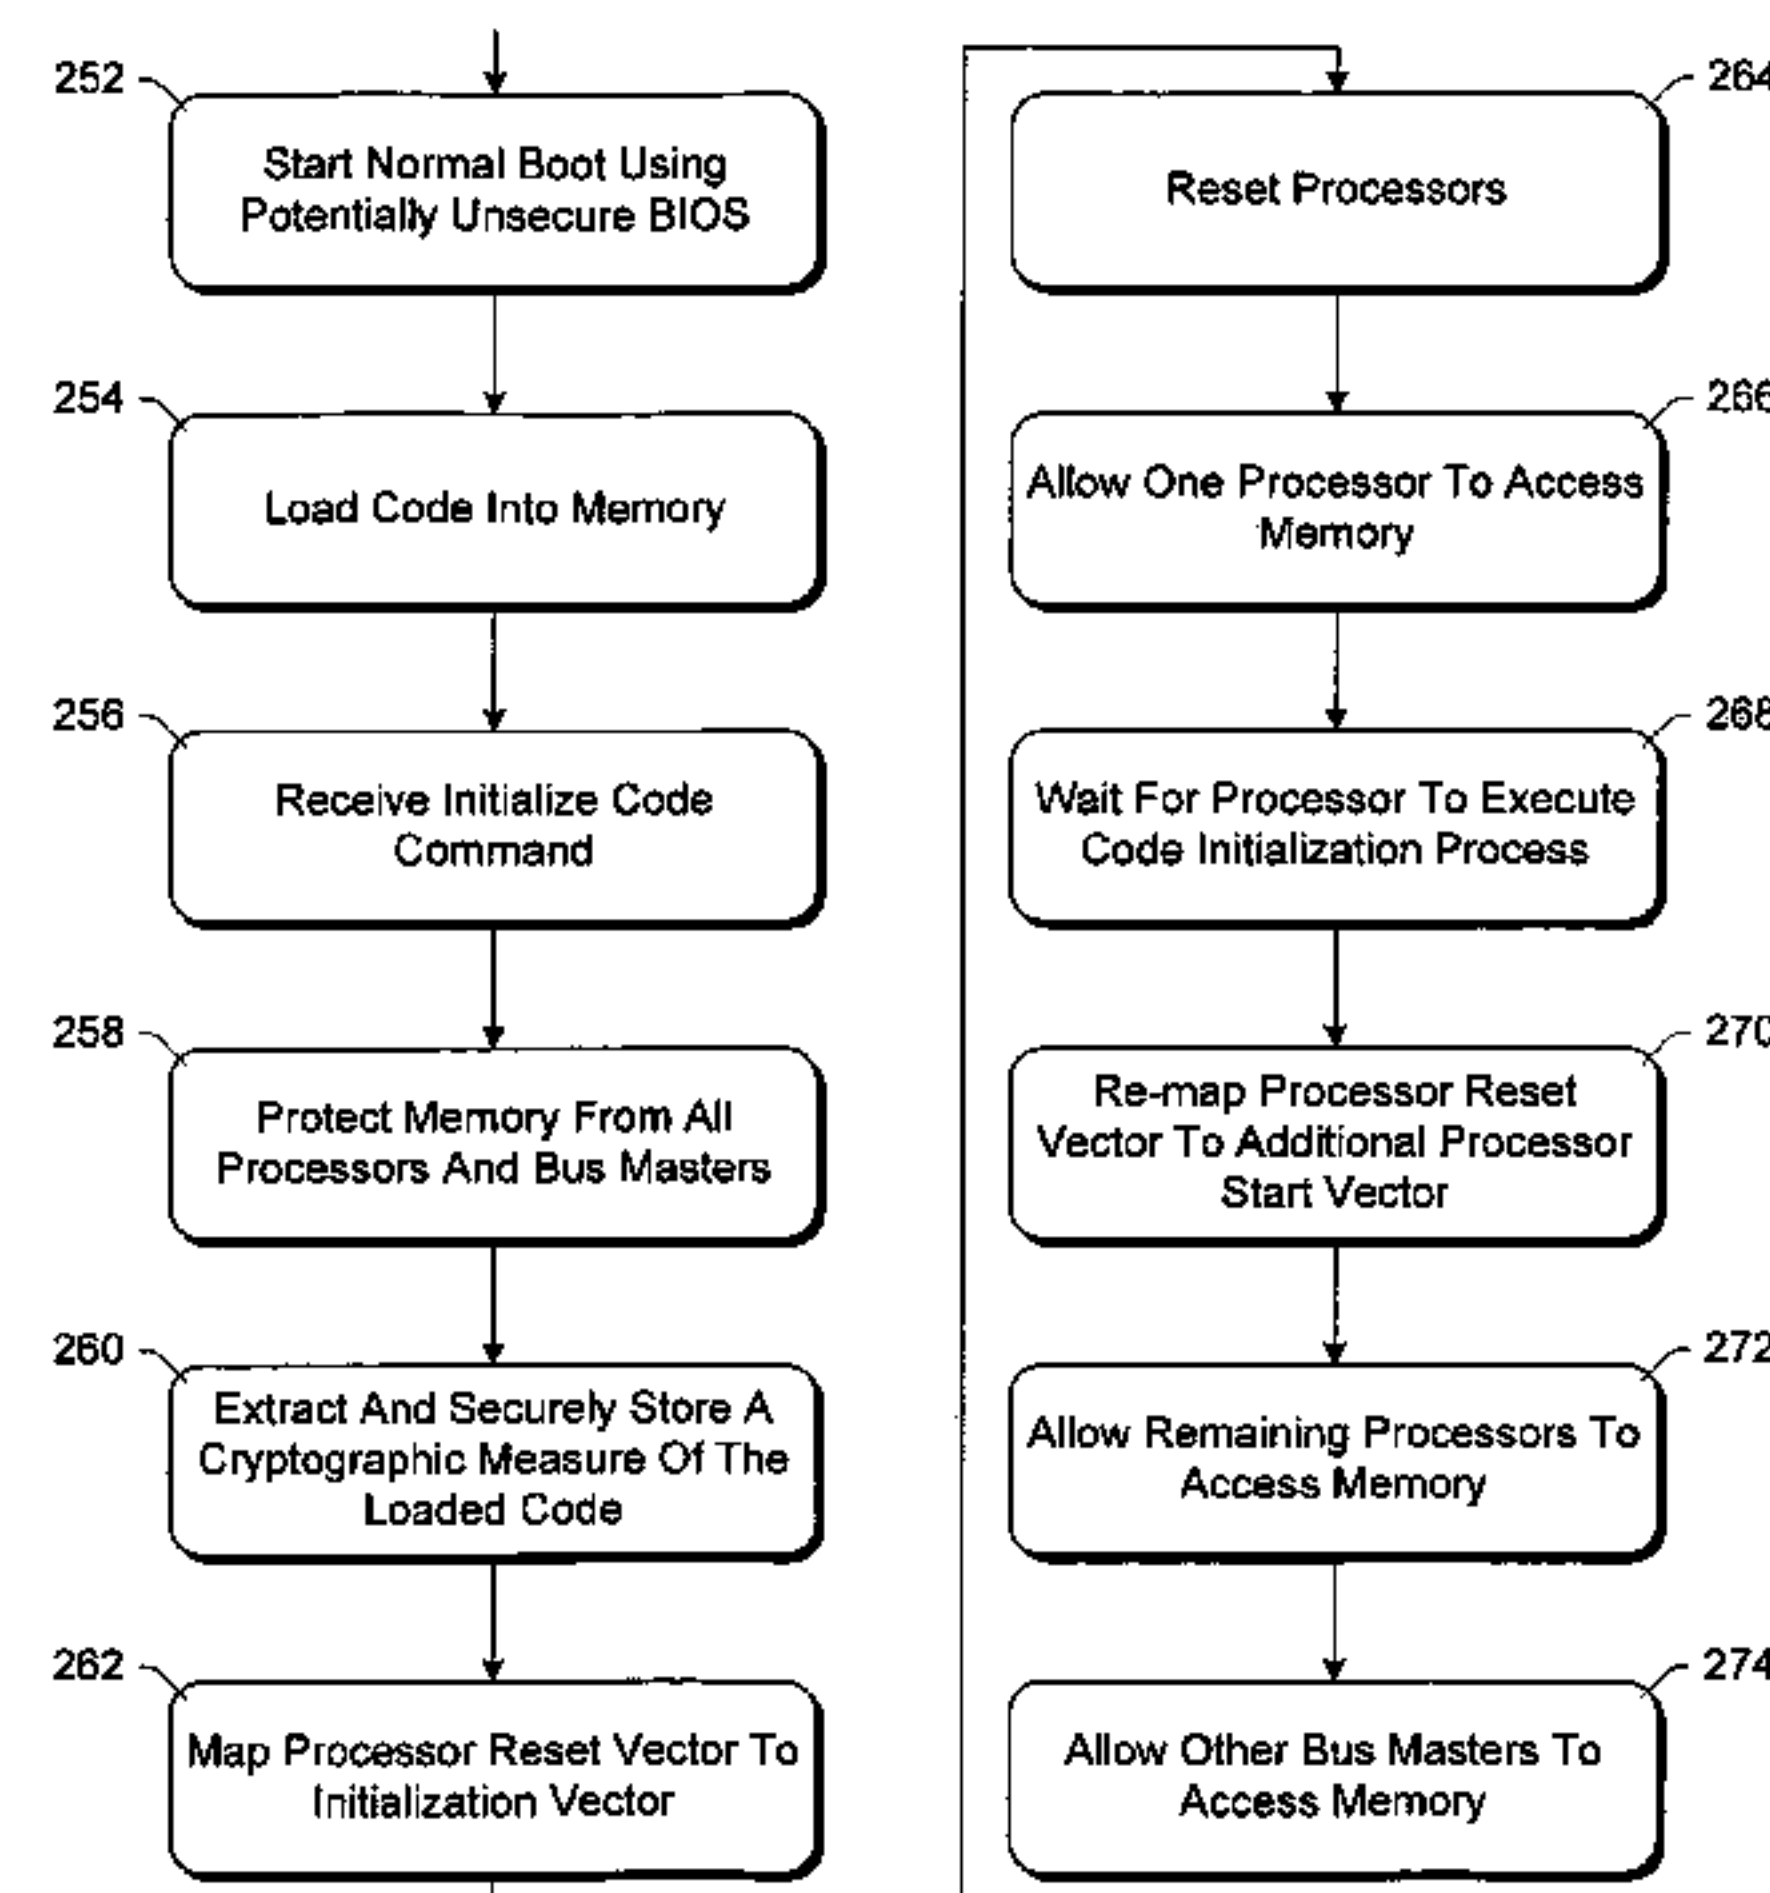 252
Start Normal Boot Using
Potentially Unsecure BIOS
254
Load Code Into Memory
256
Receive Initialize Code
Command
258
Protect Memory From All
Processors And Bus Masters
260
Extract And Securely Store A
Cryptographic Measure Of The
Loaded Code
262
Map Processor Reset Vector To
Initialization Vector
264
Reset Processors
266
Allow One Processor To Access
Memory
268
Wait For Processor To Execute
Code Initialization Process
270
Re-map Processor Reset
Vector To Additional Processor
Start Vector
272
Allow Remaining Processors To
Access Memory
274
Allow Other Bus Masters To
Access Memory